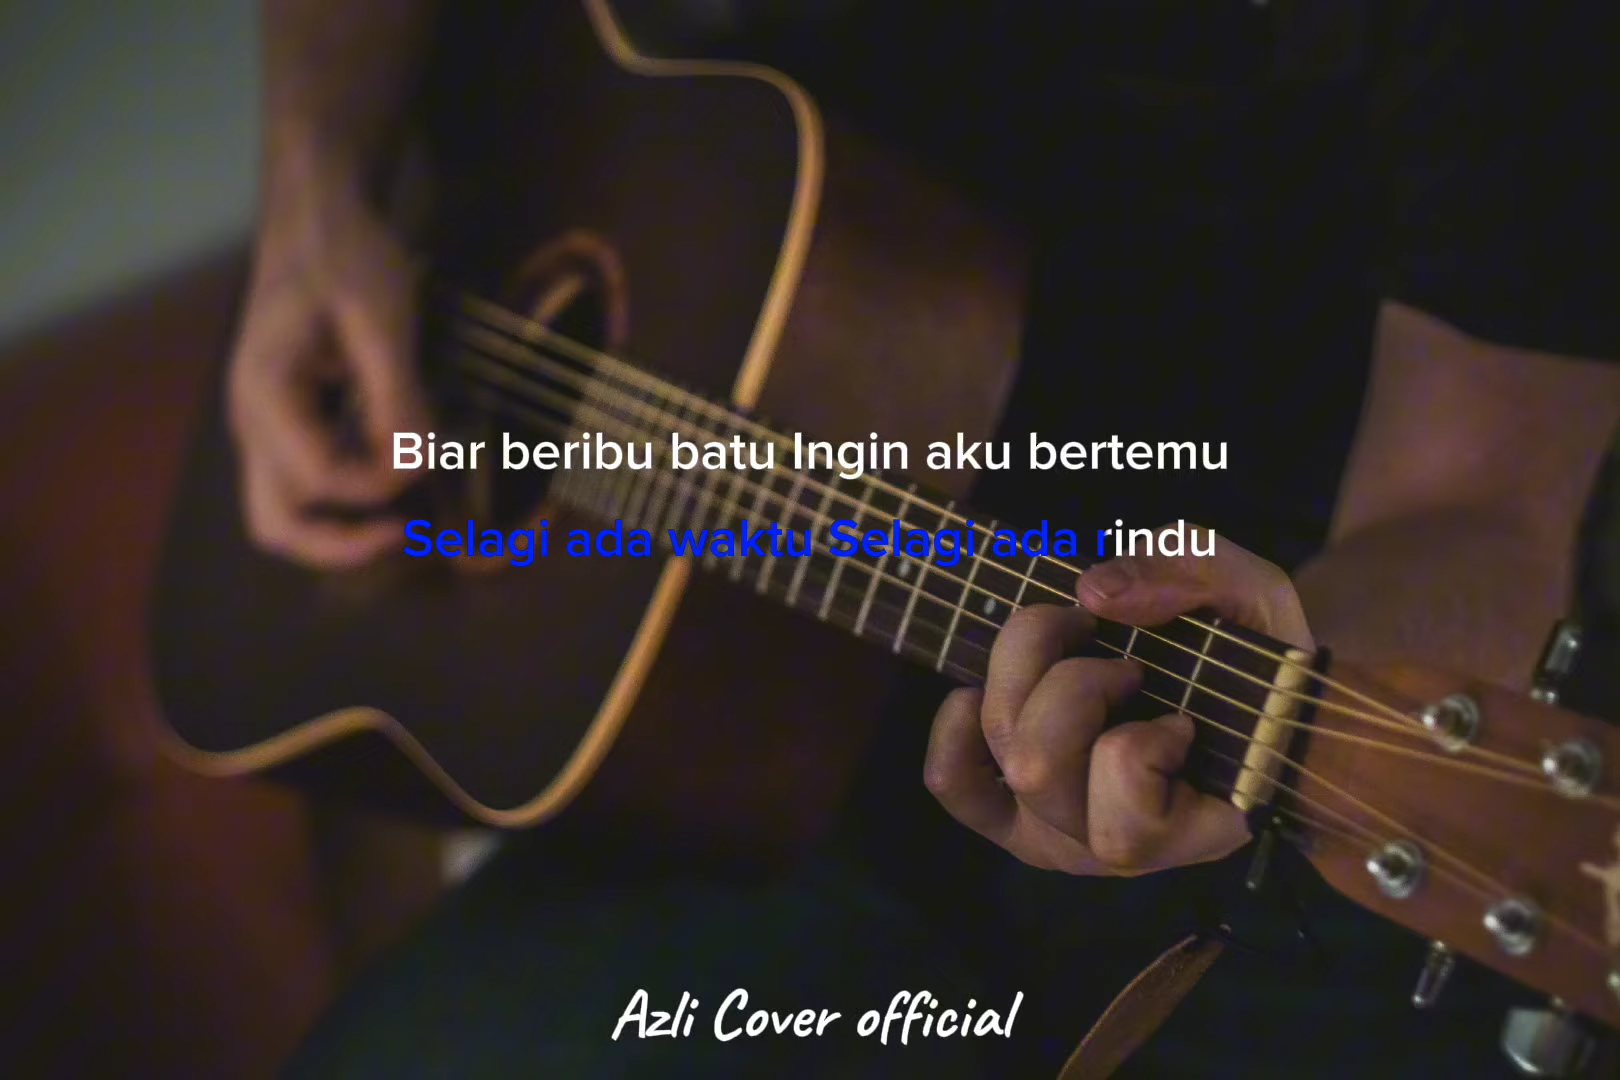 Biar beribu batu Ingin aku bertemu
Selagi ada waktu Selagi ada rindu
Azli Cover official